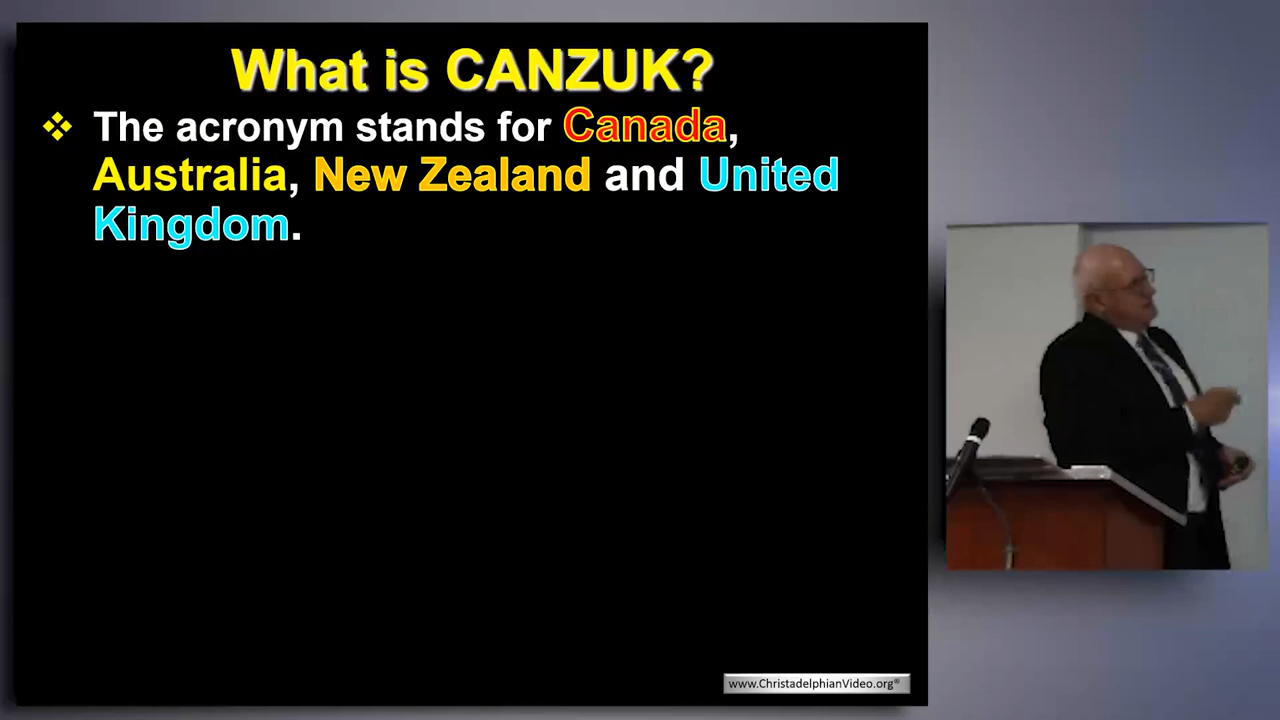 What is CANZUK?
❖ The acronym stands for Canada,
Australia, New Zealand and United
Kingdom.
www.ChristadelphianVideo.org®